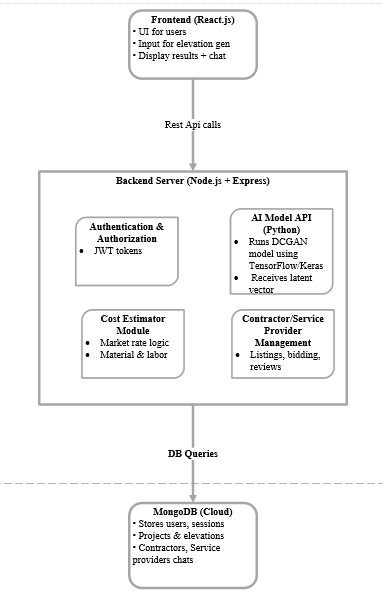 Frontend (React.js)
• UI for users
• Input for elevation gen
• Display results + chat
Rest Api calls
Backend Server (Node.js + Express)
Authentication &
Authorization
• JWT tokens
AI Model API
(Python)
• Runs DCGAN
model using
TensorFlow/Keras
• Receives latent
vector
Cost Estimator
Module
• Market rate logic
• Material & labor
Contractor/Service
Provider
Management
• Listings, bidding,
reviews
DB Queries
MongoDB (Cloud)
• Stores users, sessions
• Projects & elevations
• Contractors, Service
providers chats